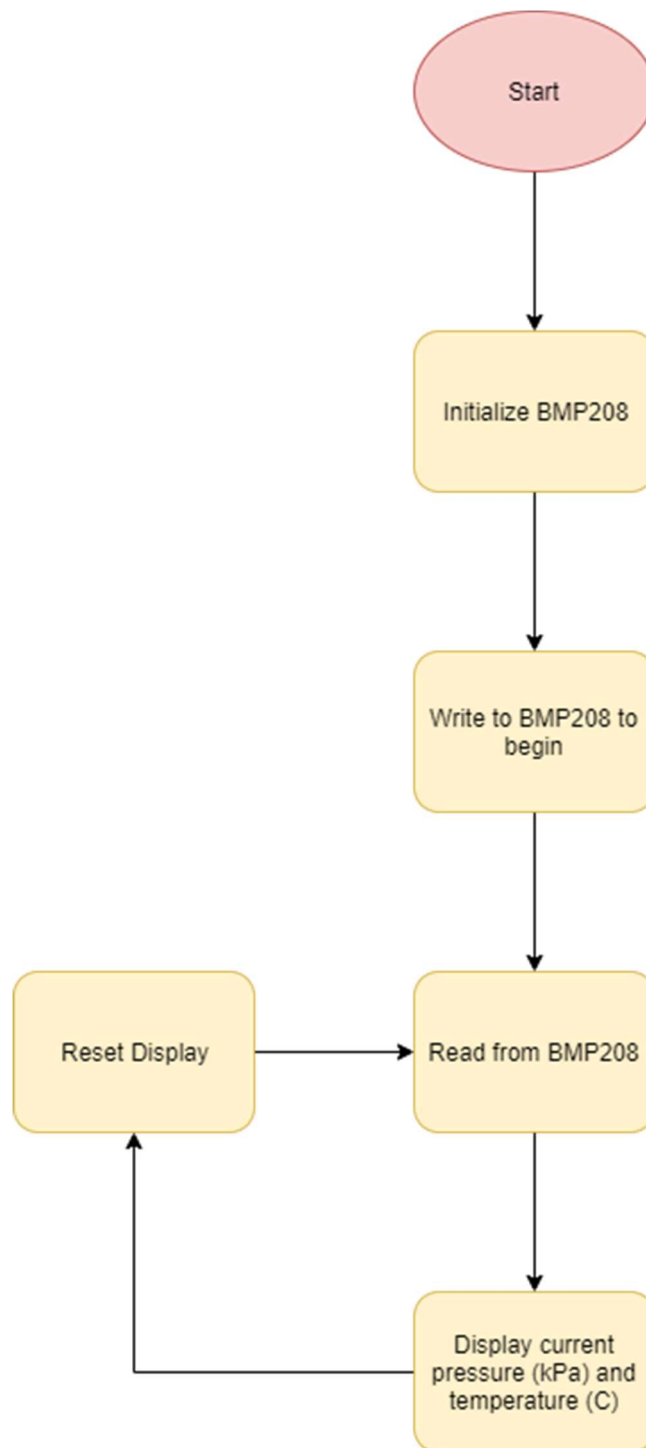 Start
Initialize BMP208
Write to BMP208 to
begin
Reset Display
Read from BMP208
Display current
pressure (kPa) and
temperature (C)